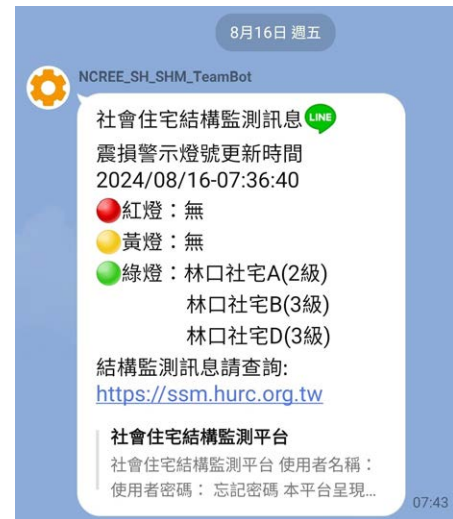 8月16日 週五
NCREE_SH_SHM_TeamBot
社會住宅結構監測訊息LINE
震損警示燈號更新時間
2024/08/16-07:36:40
紅燈：無
黃燈：無
綠燈：林口社宅A(2級)
林口社宅B(3級)
林口社宅D(3級)
結構監測訊息請查詢:
https://ssm.hurc.org.tw
社會住宅結構監測平台
社會住宅結構監測平台 使用者名稱：
使用者密碼： 忘記密碼 本平台呈現...
07:43